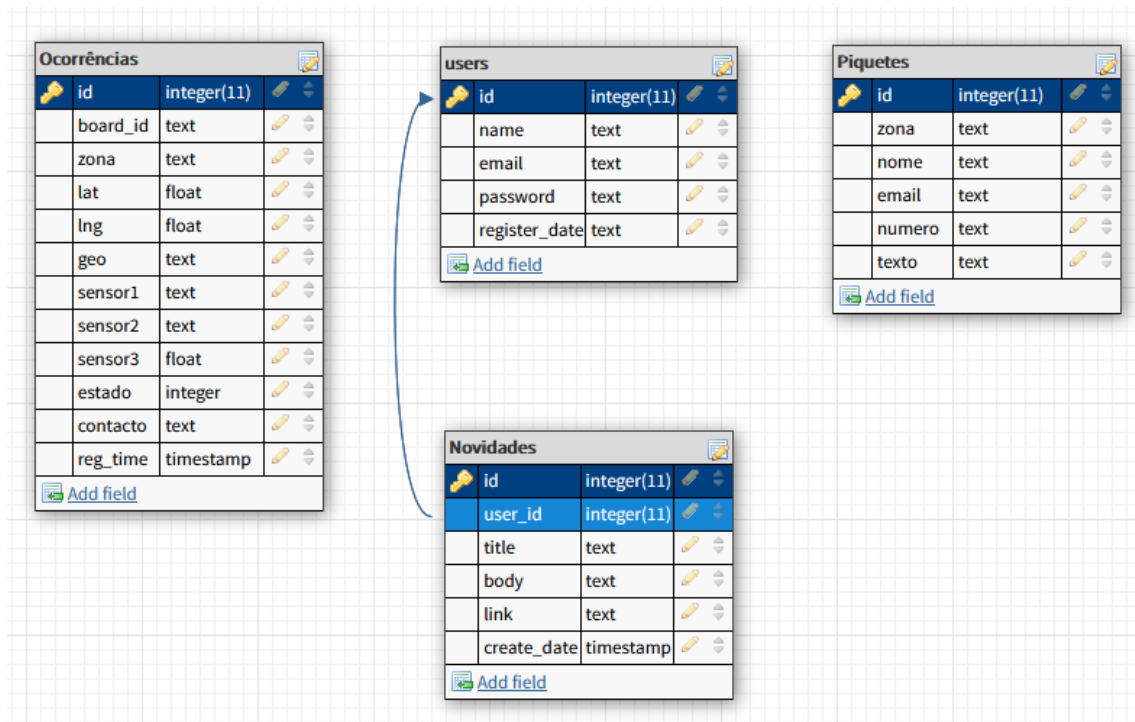 Ocorrências
id integer(11)
board_id text
zona text
lat float
lng float
geo text
sensor1 text
sensor2 text
sensor3 float
estado integer
contacto text
reg_time timestamp
Add field
users
id integer(11)
name text
email text
password text
register_date text
Add field
Piquetes
id integer(11)
zona text
nome text
email text
numero text
texto text
Add field
Novidades
id integer(11)
user_id integer(11)
title text
body text
link text
create_date timestamp
Add field